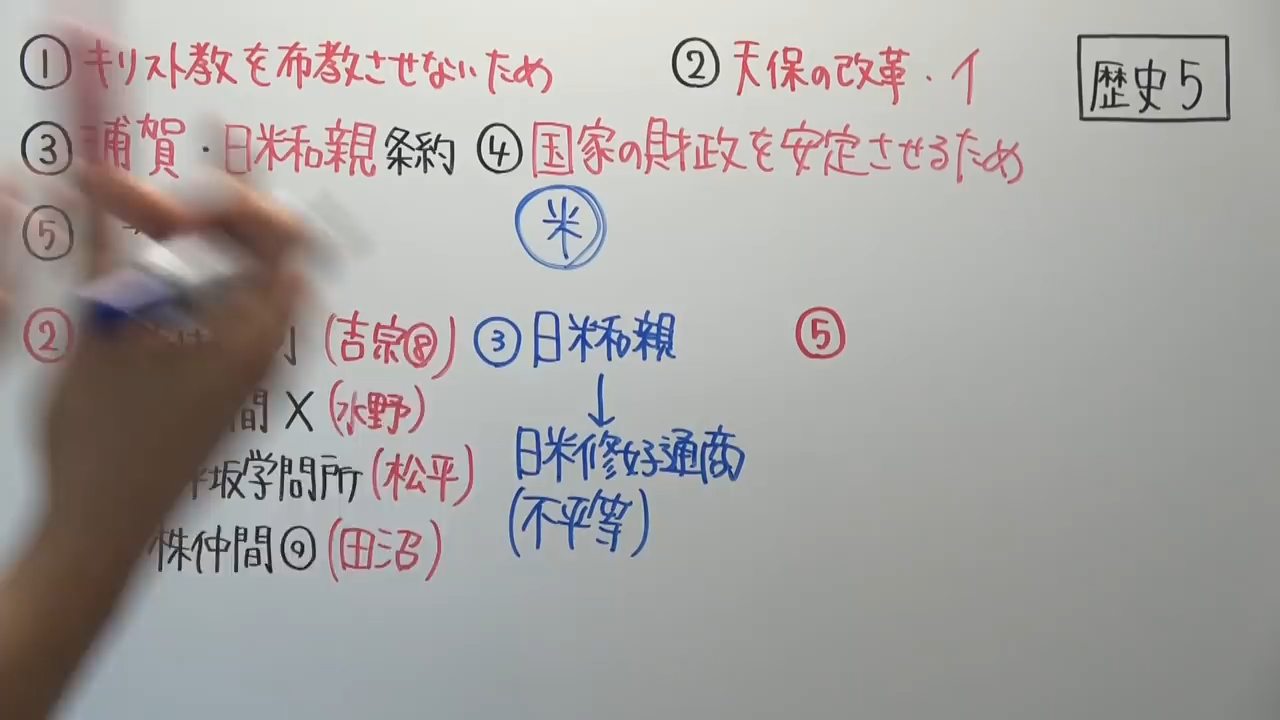 ① キリスト教を布教させないため ② 天保の改革・イ
歴史5
③ 浦賀・日米和親条約 ④ 国家の財政を安定させるため
⑤
米
② (吉宗⑧)
間 X (水野)
坂学問所 (松平)
株仲間◎ (田沼)
③ 日米和親
↓
日米修好通商
(不平等)
⑤